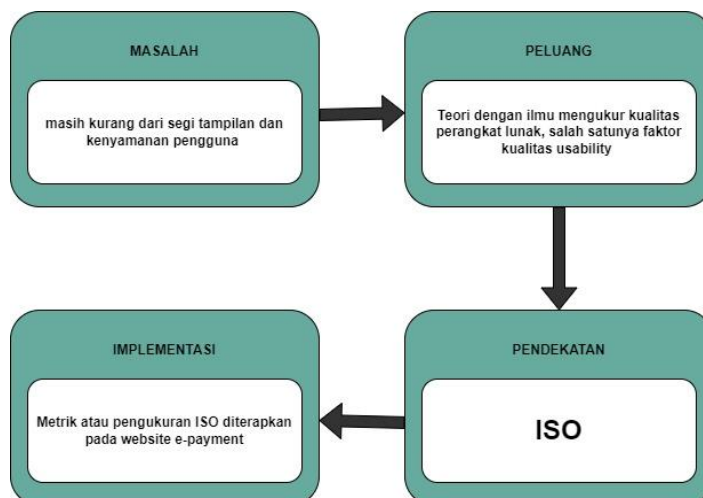 MASALAH
masih kurang dari segi tampilan dan
kenyamanan pengguna
PELUANG
Teori dengan ilmu mengukur kualitas
perangkat lunak, salah satunya faktor
kualitas usability
IMPLEMENTASI
Metrik atau pengukuran ISO diterapkan
pada website e-payment
PENDEKATAN
ISO